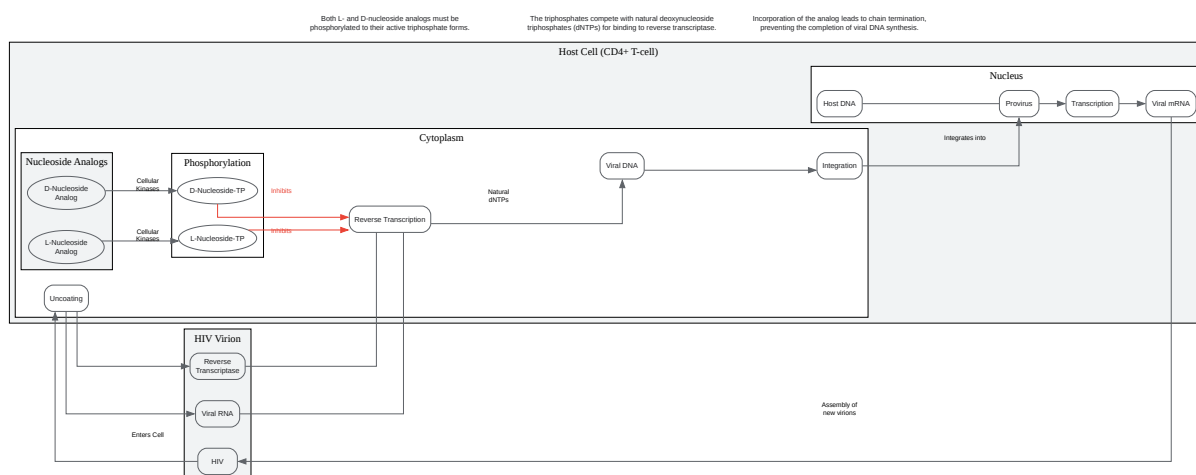 Both L- and D-nucleoside analogs must be
phosphorylated to their active triphosphate forms.
The triphosphates compete with natural deoxynucleoside
triphosphates (dNTPs) for binding to reverse transcriptase.
Incorporation of the analog leads to chain termination,
preventing the completion of viral DNA synthesis.
Host Cell (CD4+ T-cell)
Nucleus
Host DNA
Provirus
Transcription
Viral mRNA
Integrates into
Cytoplasm
Nucleoside Analogs
D-Nucleoside
Analog
L-Nucleoside
Analog
Cellular
Kinases
Cellular
Kinases
Phosphorylation
D-Nucleoside-TP
L-Nucleoside-TP
Inhibits
Inhibits
Reverse Transcription
Natural
dNTPs
Viral DNA
Integration
Uncoating
HIV Virion
Reverse
Transcriptase
Viral RNA
HIV
Enters Cell
Assembly of
new virions